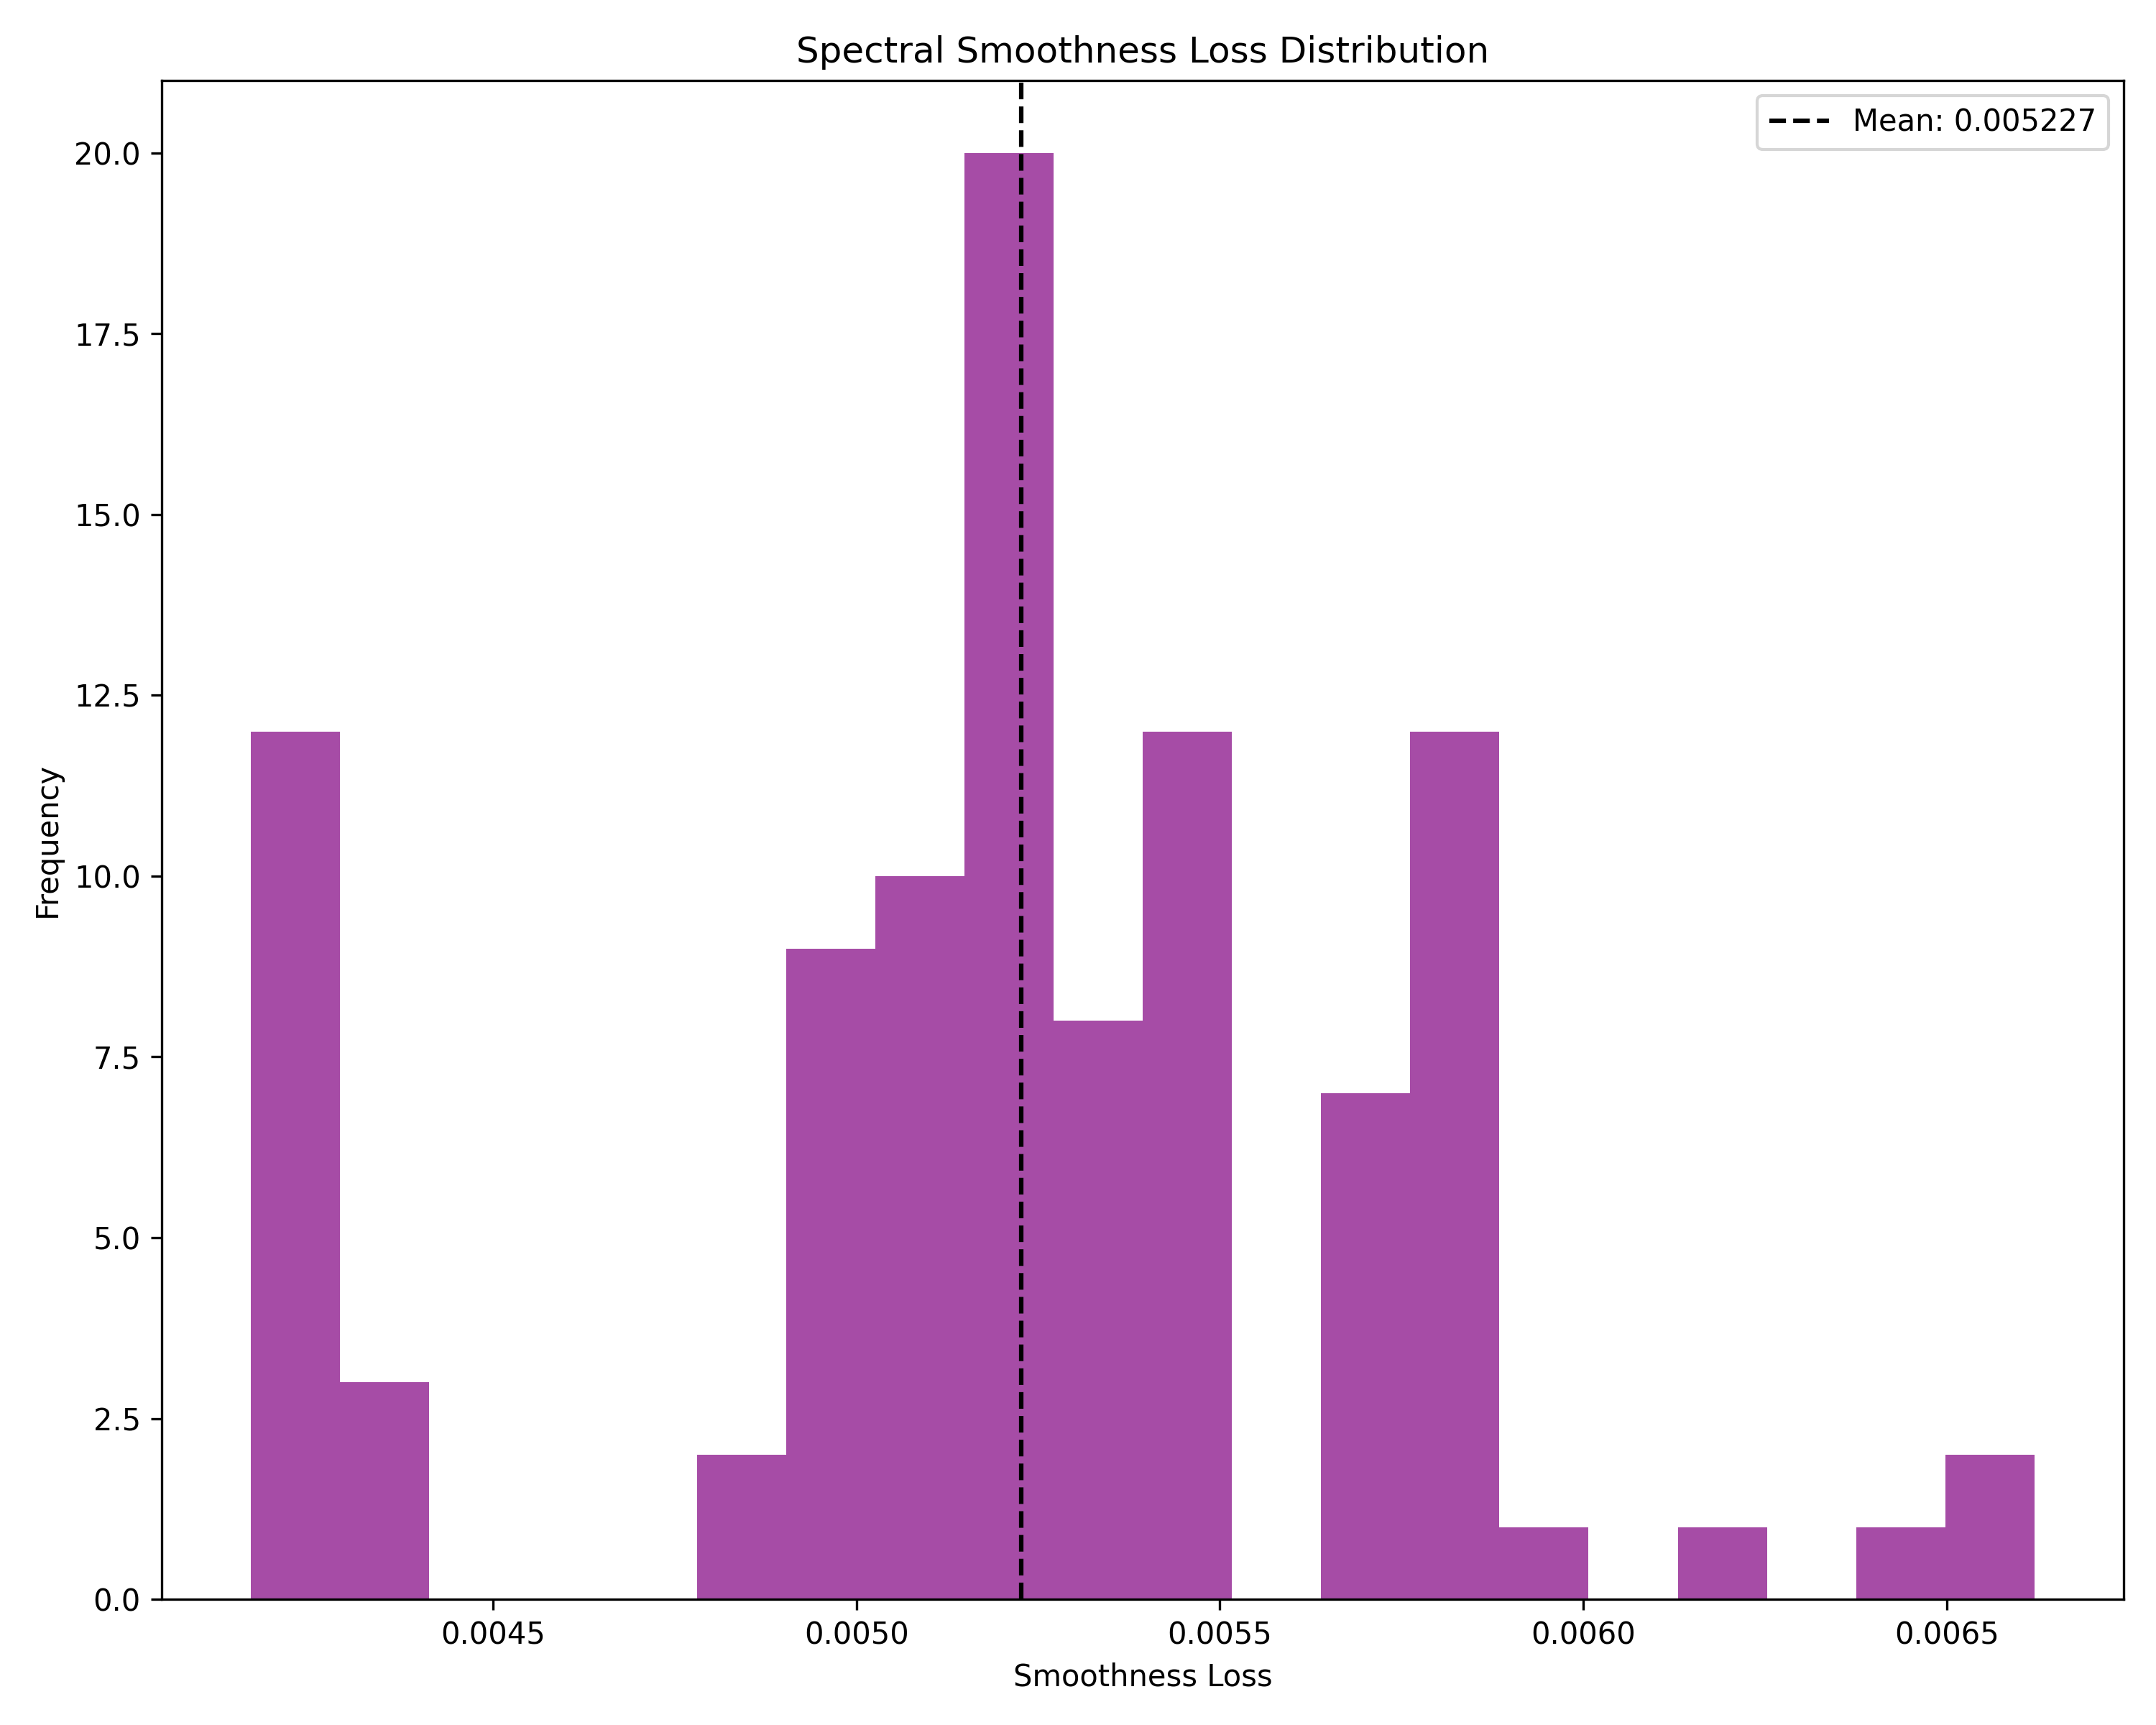 Spectral Smoothness Loss Distribution
Mean: 0.005227
20.0
17.5
15.0
12.5
10.0
7.5
5.0
2.5
0.0
Frequency
0.0045 0.0050 0.0055 0.0060 0.0065
Smoothness Loss